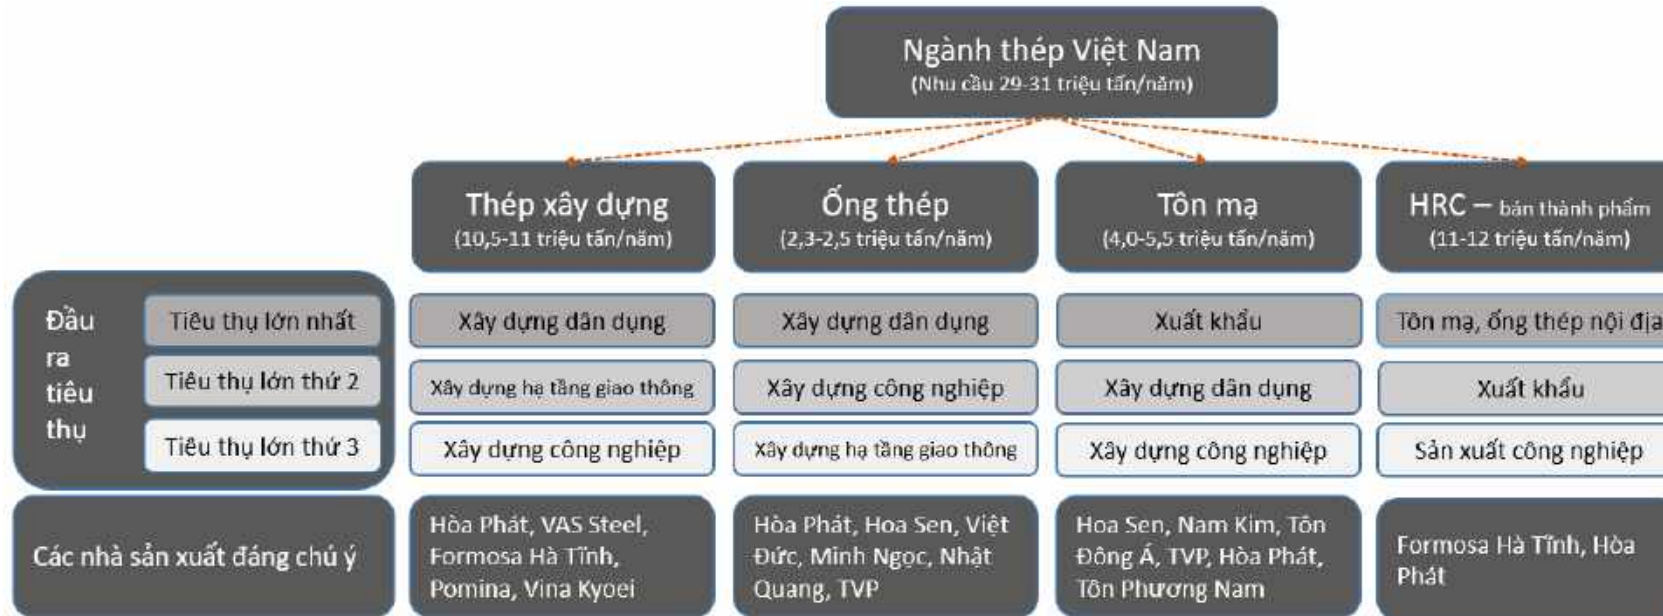 Ngành thép Việt Nam
(Nhu cầu 29-31 triệu tấn/năm)
Thép xây dựng
(10,5-11 triệu tấn/năm)
Ống thép
(2,3-2,5 triệu tấn/năm)
Tôn mạ
(4,0-5,5 triệu tấn/năm)
HRC – bán thành phẩm
(11-12 triệu tấn/năm)
Đầu
ra
tiêu
thụ
Tiêu thụ lớn nhất
Xây dựng dân dụng
Xây dựng dân dụng
Xuất khẩu
Tôn mạ, ống thép nội địa
Tiêu thụ lớn thứ 2
Xây dựng hạ tầng giao thông
Xây dựng công nghiệp
Xây dựng dân dụng
Xuất khẩu
Tiêu thụ lớn thứ 3
Xây dựng công nghiệp
Xây dựng hạ tầng giao thông
Xây dựng công nghiệp
Sản xuất công nghiệp
Các nhà sản xuất đáng chú ý
Hòa Phát, VAS Steel,
Formosa Hà Tĩnh,
Pomina, Vina Kyoei
Hòa Phát, Hoa Sen, Việt
Đức, Minh Ngọc, Nhật
Quang, TVP
Hoa Sen, Nam Kim, Tôn
Đông Á, TVP, Hòa Phát,
Tôn Phương Nam
Formosa Hà Tĩnh, Hòa
Phát